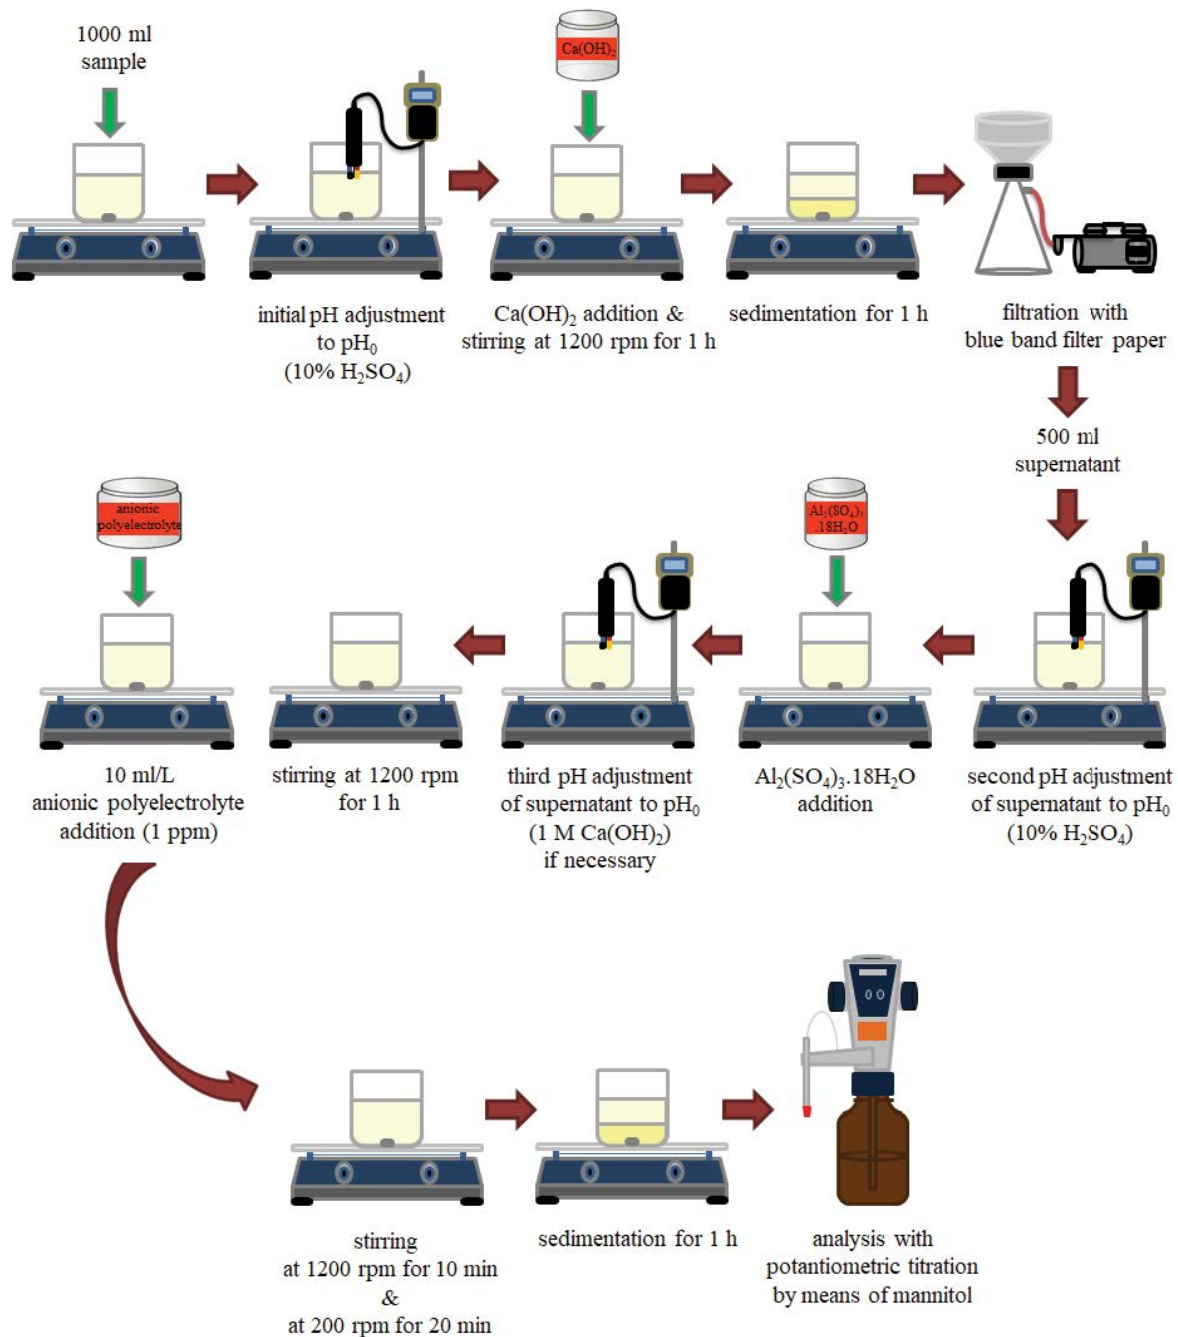 1000 ml
sample
Ca(OH)₂
initial pH adjustment
to pH₀
(10% H₂SO₄)
Ca(OH)₂ addition &
stirring at 1200 rpm for 1 h
sedimentation for 1 h
filtration with
blue band filter paper
500 ml
supernatant
anionic
polyelectrolyte
Al₂(SO₄)₃
.18H₂O
10 ml/L
anionic polyelectrolyte
addition (1 ppm)
stirring at 1200 rpm
for 1 h
third pH adjustment
of supernatant to pH₀
(1 M Ca(OH)₂)
if necessary
Al₂(SO₄)₃.18H₂O
addition
second pH adjustment
of supernatant to pH₀
(10% H₂SO₄)
stirring
at 1200 rpm for 10 min
&
at 200 rpm for 20 min
sedimentation for 1 h
analysis with
potantiometric titration
by means of mannitol